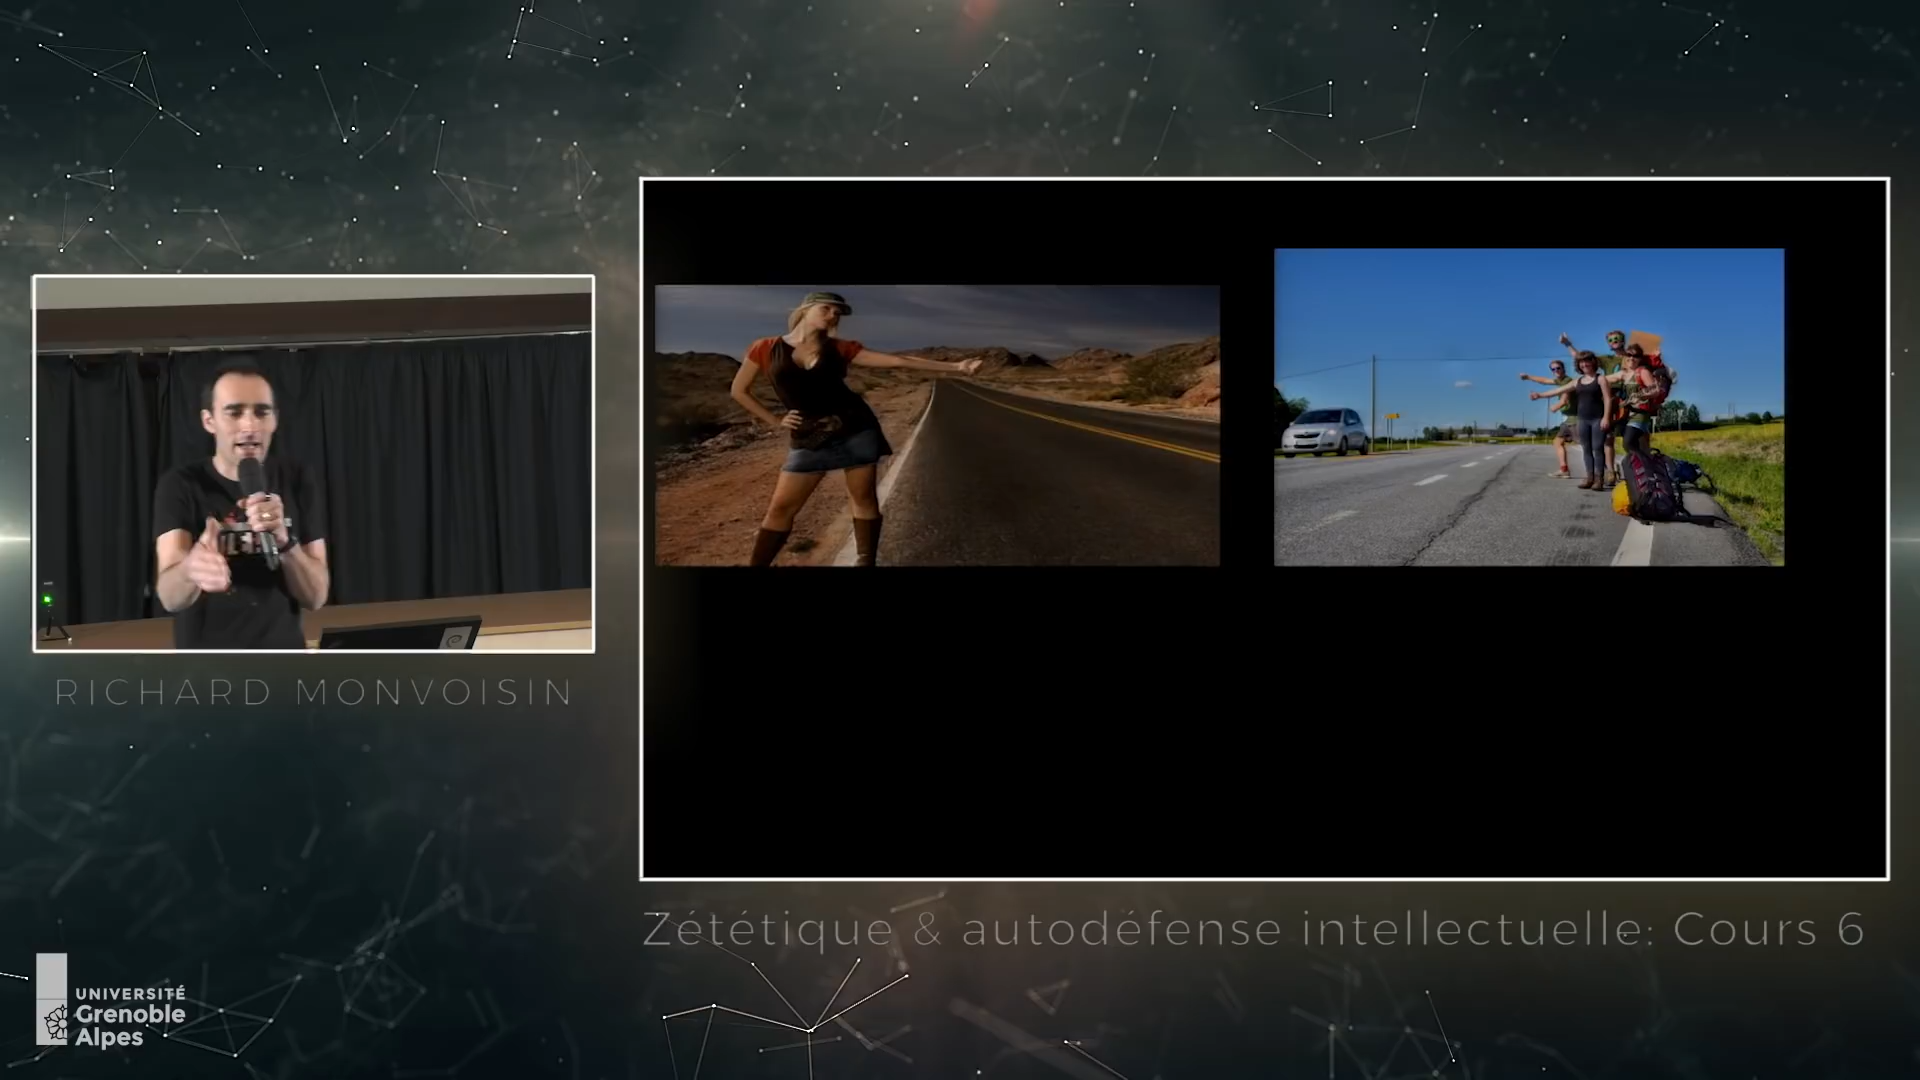 RICHARD MONVOISIN
Zététique & autodéfense intellectuelle: Cours 6
UNIVERSITÉ
Grenoble
Alpes